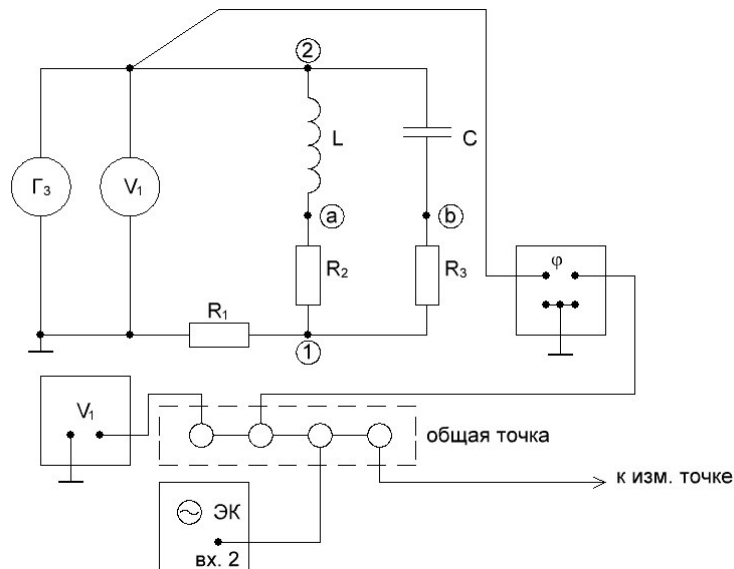 2
L
C
Г₃
V₁
a
b
R₂
R₃
φ
R₁
1
V₁
общая точка
к изм. точке
ЭК
вх. 2